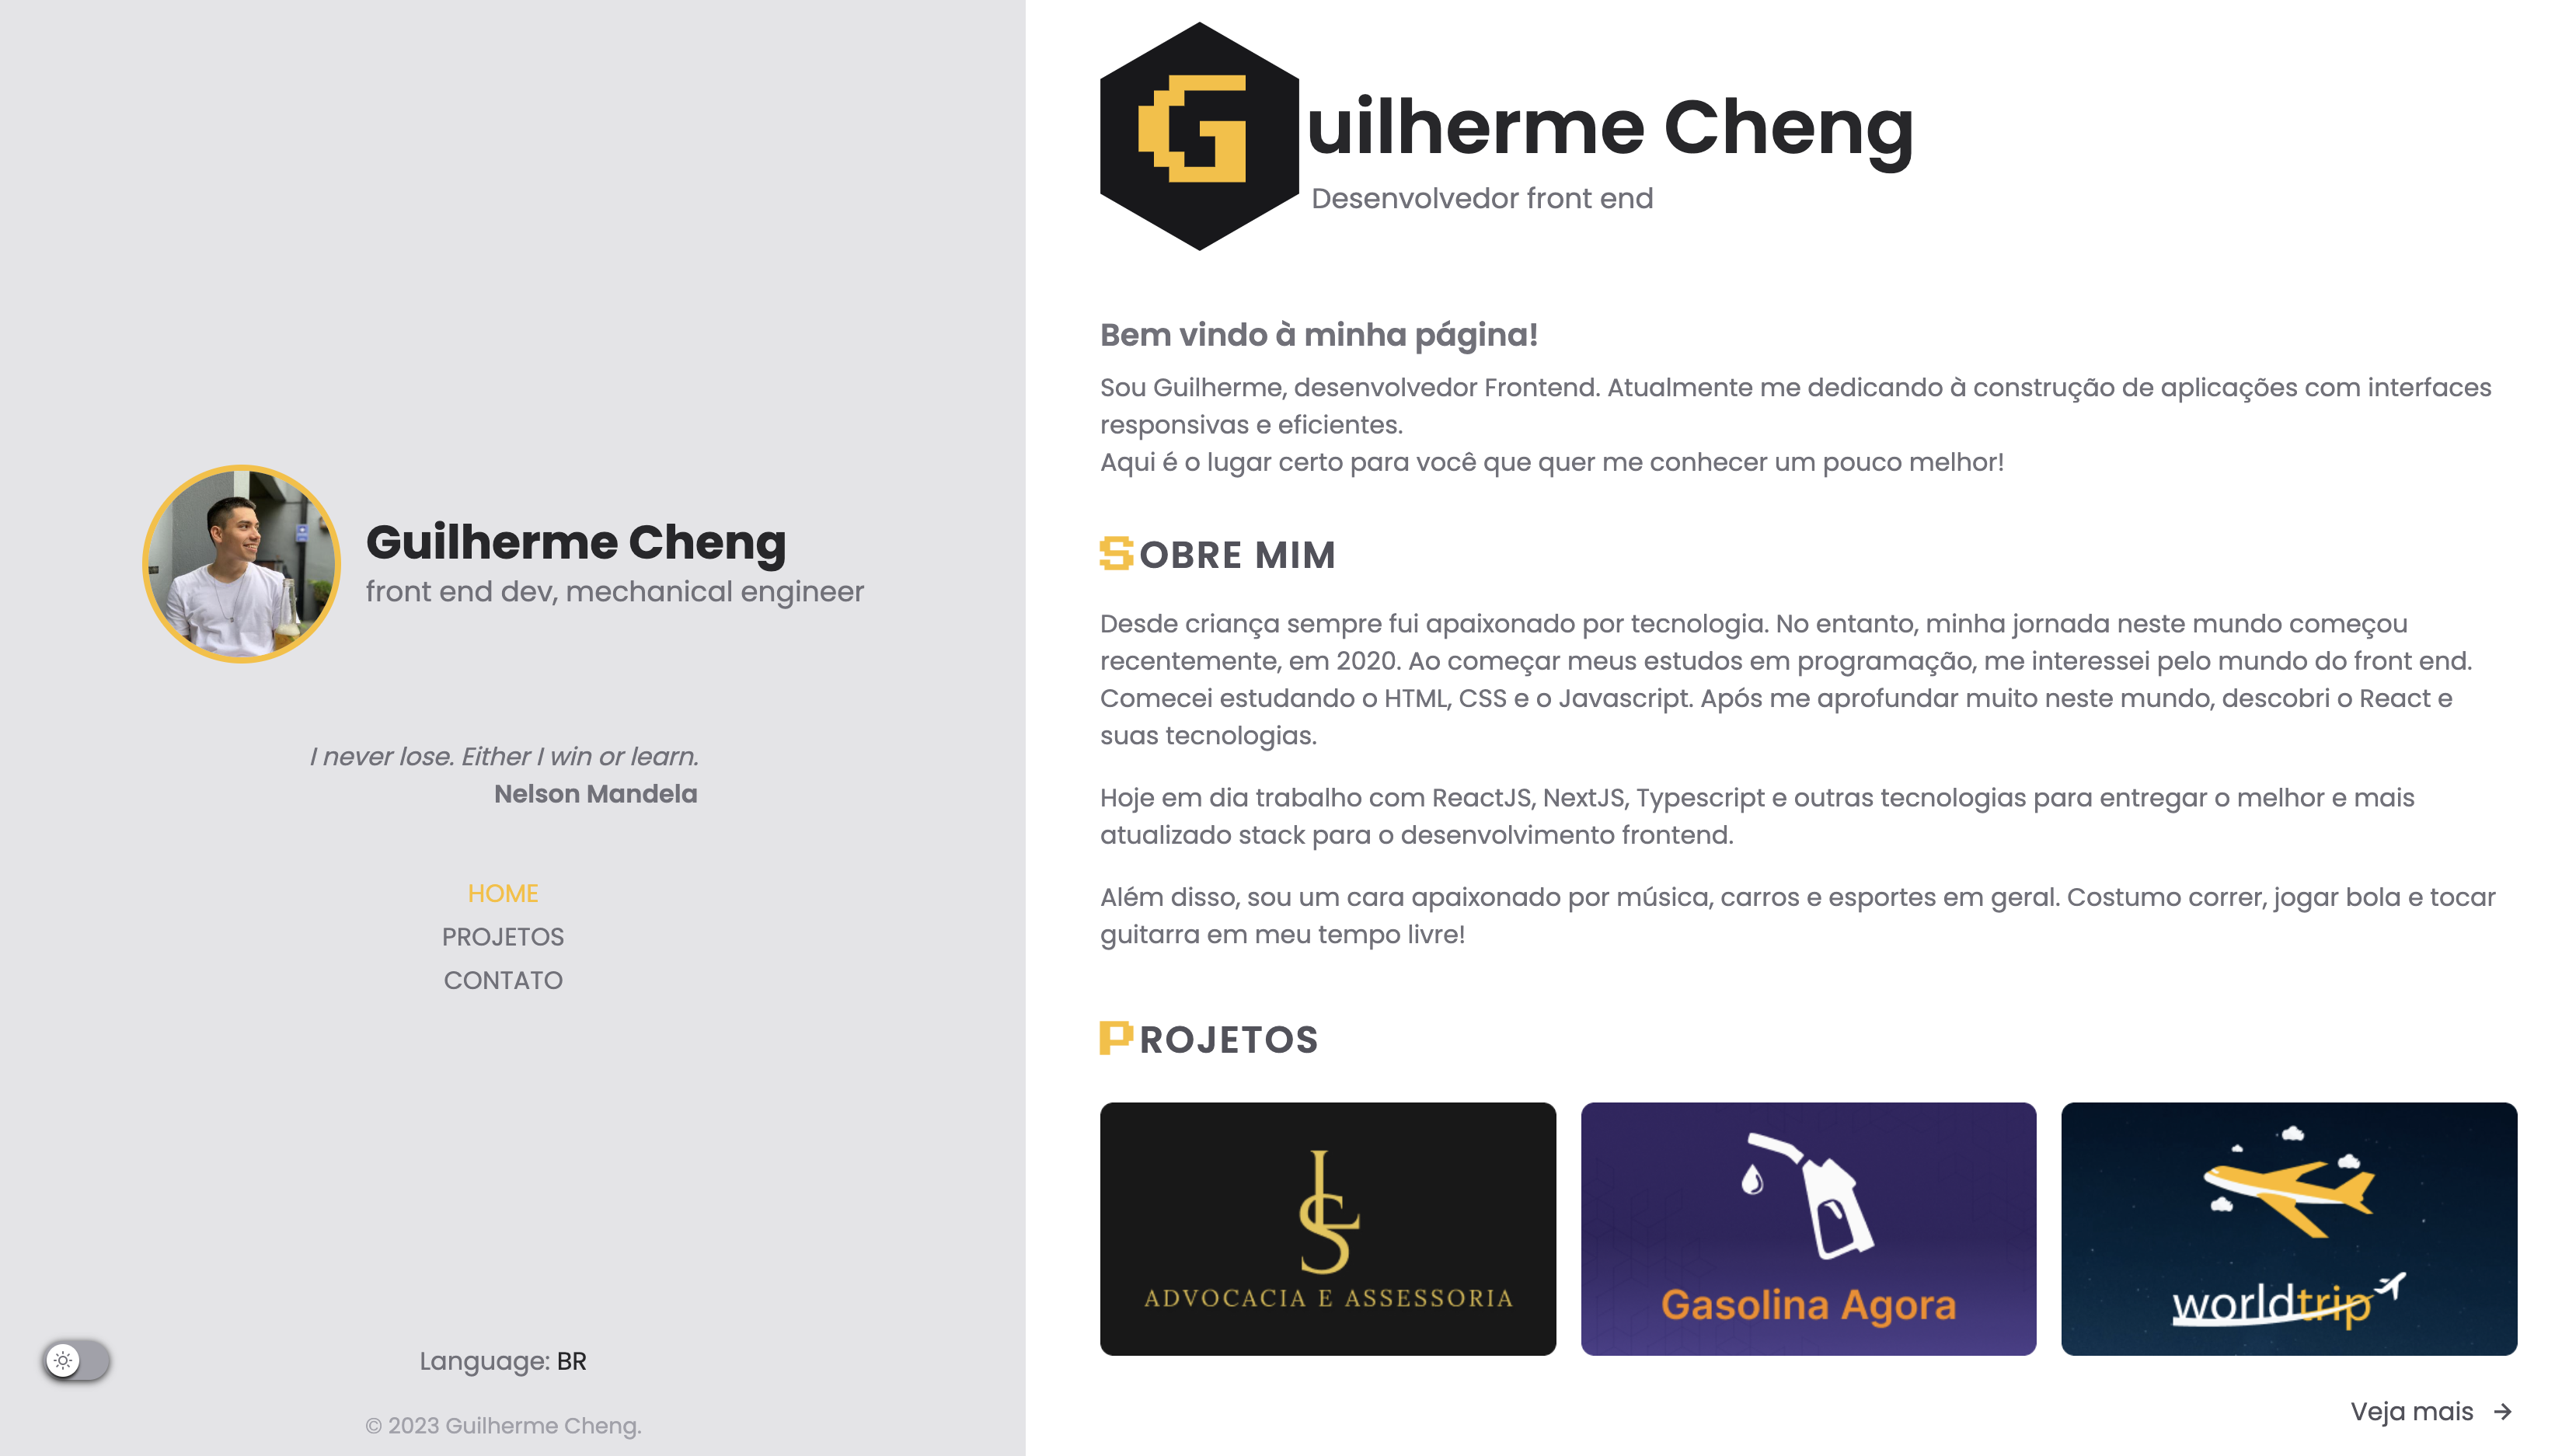 Guilherme Cheng
front end dev, mechanical engineer
I never lose. Either I win or learn.
Nelson Mandela
HOME
PROJETOS
CONTATO
Language: BR
© 2023 Guilherme Cheng.
Guilherme Cheng
Desenvolvedor front end
Bem vindo à minha página!
Sou Guilherme, desenvolvedor Frontend. Atualmente me dedicando à construção de aplicações com interfaces
responsivas e eficientes.
Aqui é o lugar certo para você que quer me conhecer um pouco melhor!
SOBRE MIM
Desde criança sempre fui apaixonado por tecnologia. No entanto, minha jornada neste mundo começou
recentemente, em 2020. Ao começar meus estudos em programação, me interessei pelo mundo do front end.
Comecei estudando o HTML, CSS e o Javascript. Após me aprofundar muito neste mundo, descobri o React e
suas tecnologias.
Hoje em dia trabalho com ReactJS, NextJS, Typescript e outras tecnologias para entregar o melhor e mais
atualizado stack para o desenvolvimento frontend.
Além disso, sou um cara apaixonado por música, carros e esportes em geral. Costumo correr, jogar bola e tocar
guitarra em meu tempo livre!
PROJETOS
LS
ADVOCACIA E ASSESSORIA
Gasolina Agora
worldtrip
Veja mais →